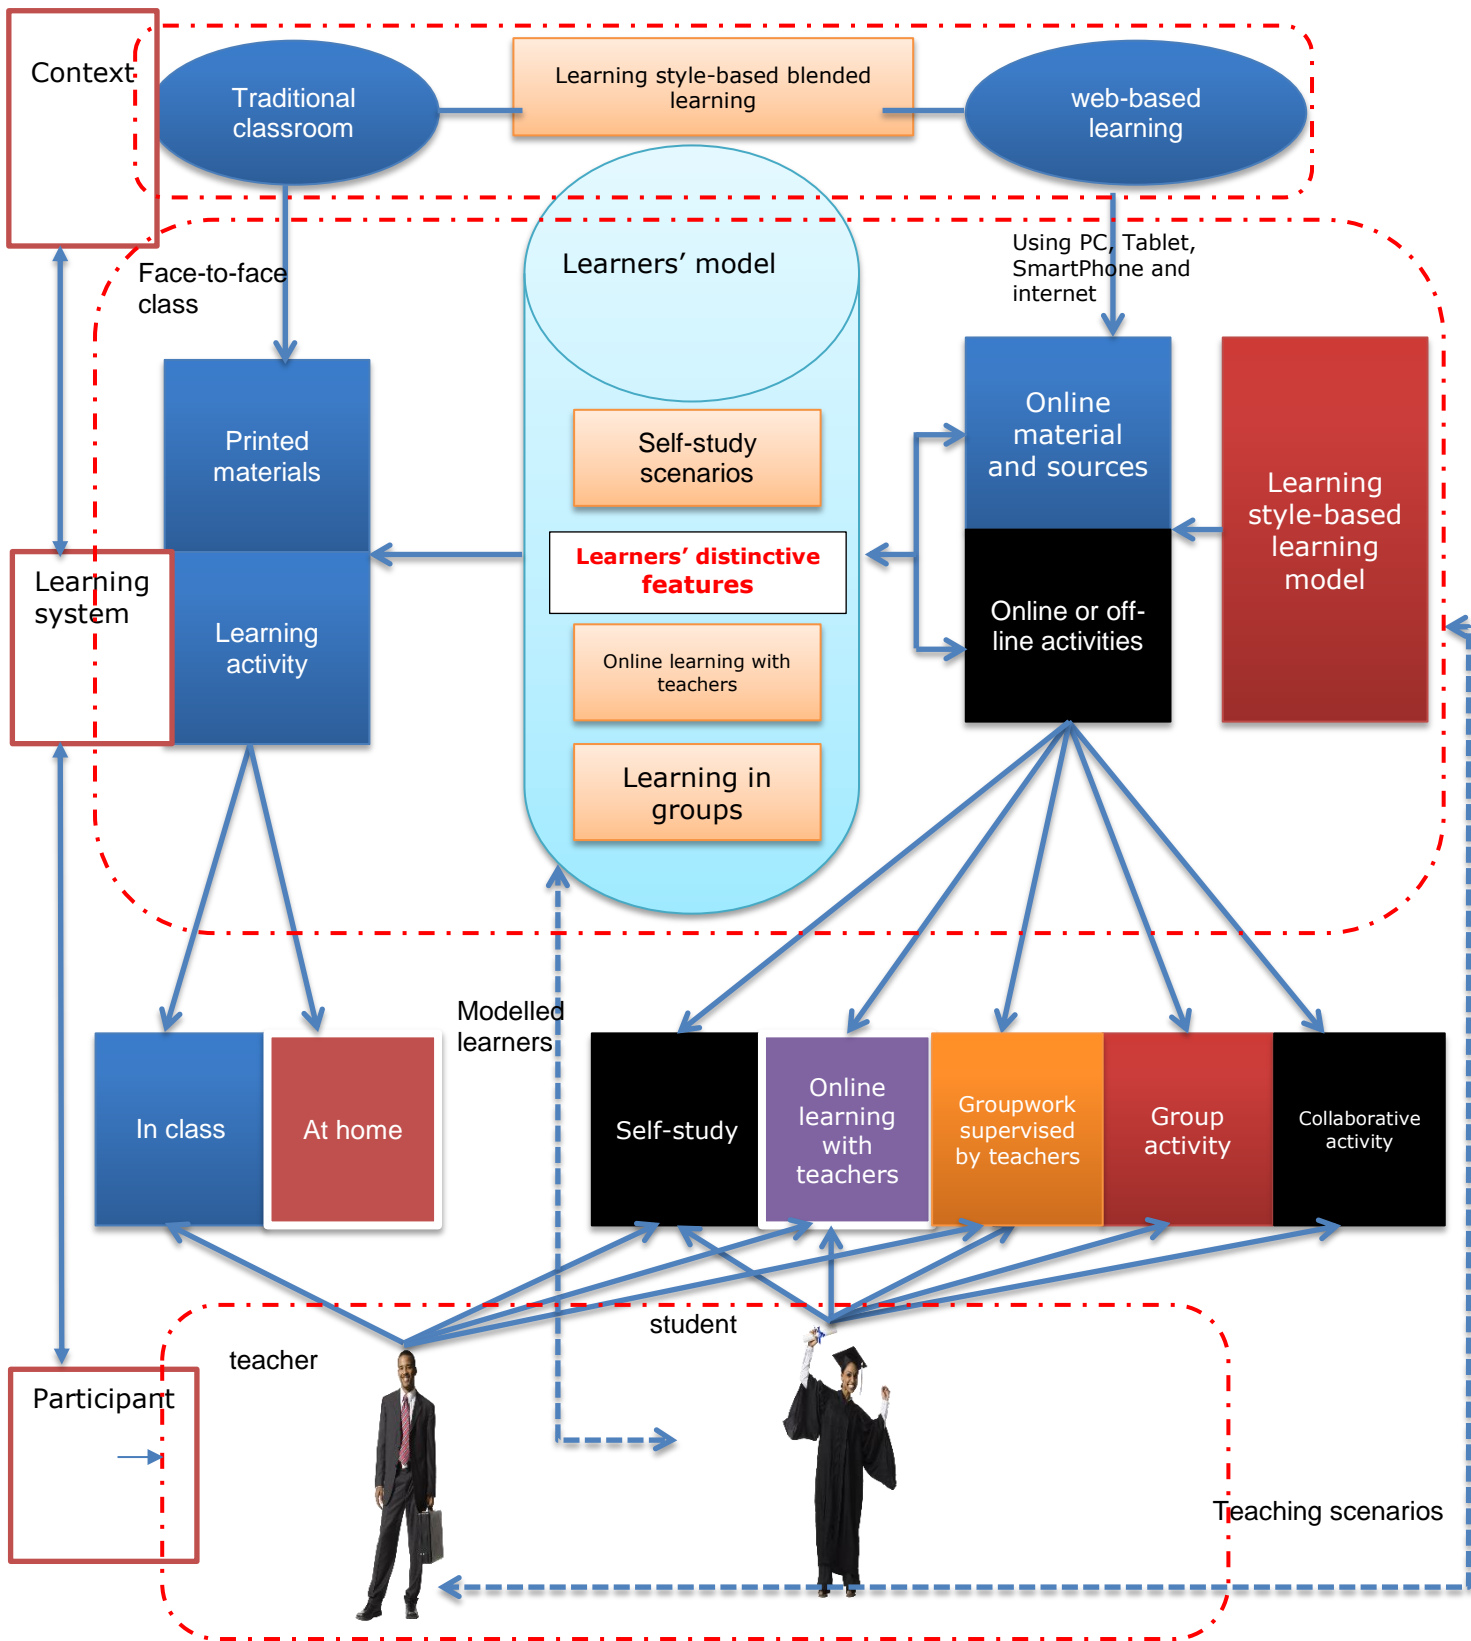 Context
Traditional
classroom
Learning style-based blended
learning
web-based
learning
Face-to-face
class
Learners’ model
Using PC, Tablet,
SmartPhone and
internet
Printed
materials
Self-study
scenarios
Online
material
and sources
Learning
style-based
learning
model
Learning
system
Learners’ distinctive
features
Learning
activity
Online or off-
line activities
Online learning with
teachers
Learning in
groups
Modelled
learners
In class
At home
Self-study
Online
learning
with
teachers
Groupwork
supervised
by teachers
Group
activity
Collaborative
activity
student
teacher
Participant
Teaching scenarios